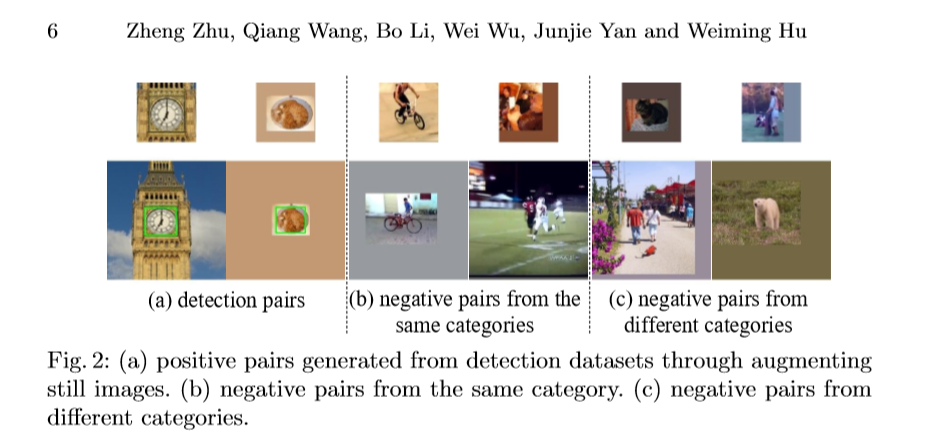 6 Zheng Zhu, Qiang Wang, Bo Li, Wei Wu, Junjie Yan and Weiming Hu
(a) detection pairs
(b) negative pairs from the
same categories
(c) negative pairs from
different categories
Fig. 2: (a) positive pairs generated from detection datasets through augmenting
still images. (b) negative pairs from the same category. (c) negative pairs from
different categories.